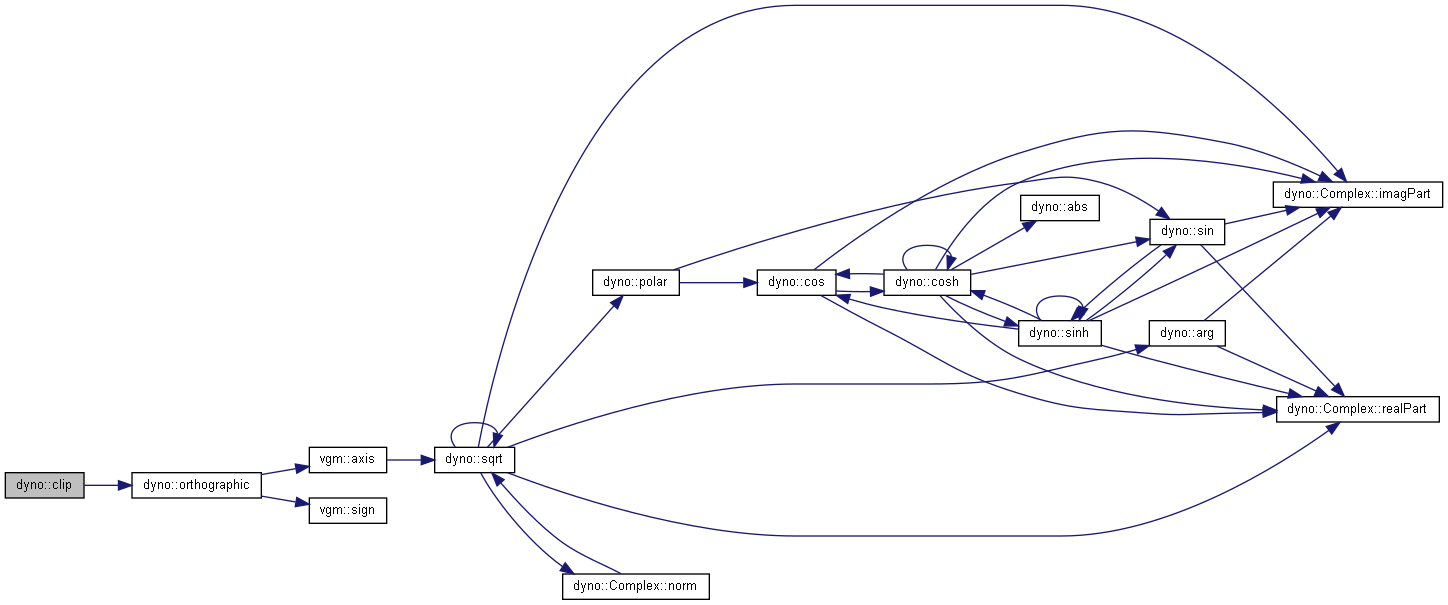 dyno::clip
dyno::orthographic
vgm::axis
vgm::sign
dyno::sqrt
dyno::Complex::norm
dyno::polar
dyno::cos
dyno::cosh
dyno::abs
dyno::sinh
dyno::sin
dyno::arg
dyno::Complex::imagPart
dyno::Complex::realPart